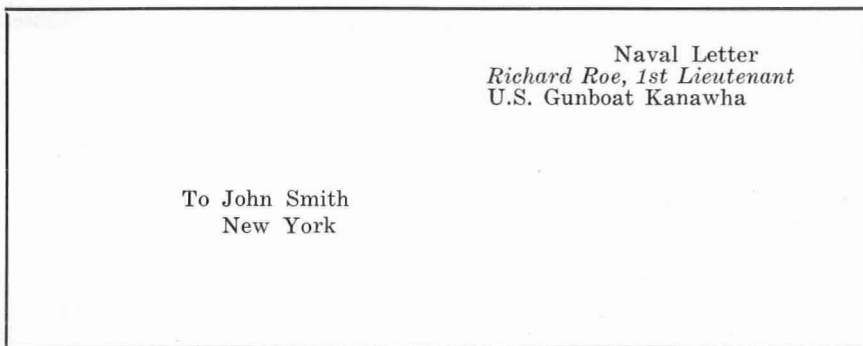 Naval Letter
Richard Roe, 1st Lieutenant
U.S. Gunboat Kanawha
To John Smith
New York